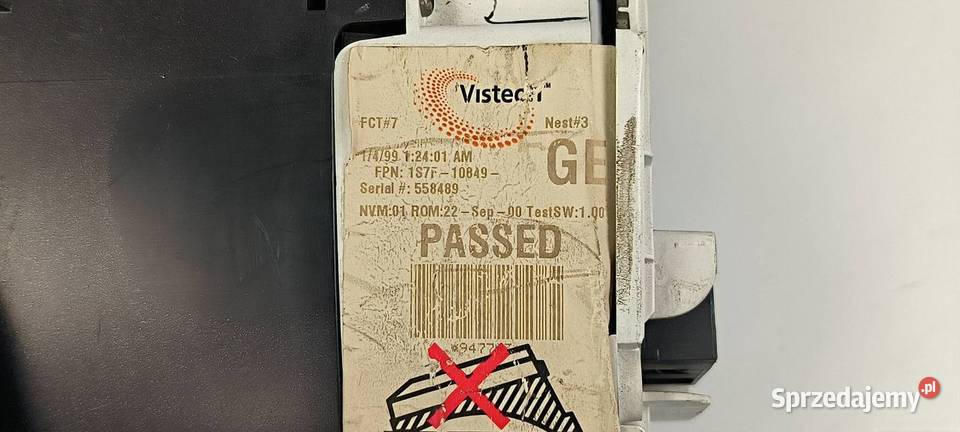 Visteon™
FCT#7 Nest#3
1/4/99 1:24:01 AM
FPN: 1S7F-10849- GE
Serial #: 558489
NVM:01 ROM:22-Sep-00 TestSW:1.00
PASSED
Sprzedajemy.pl